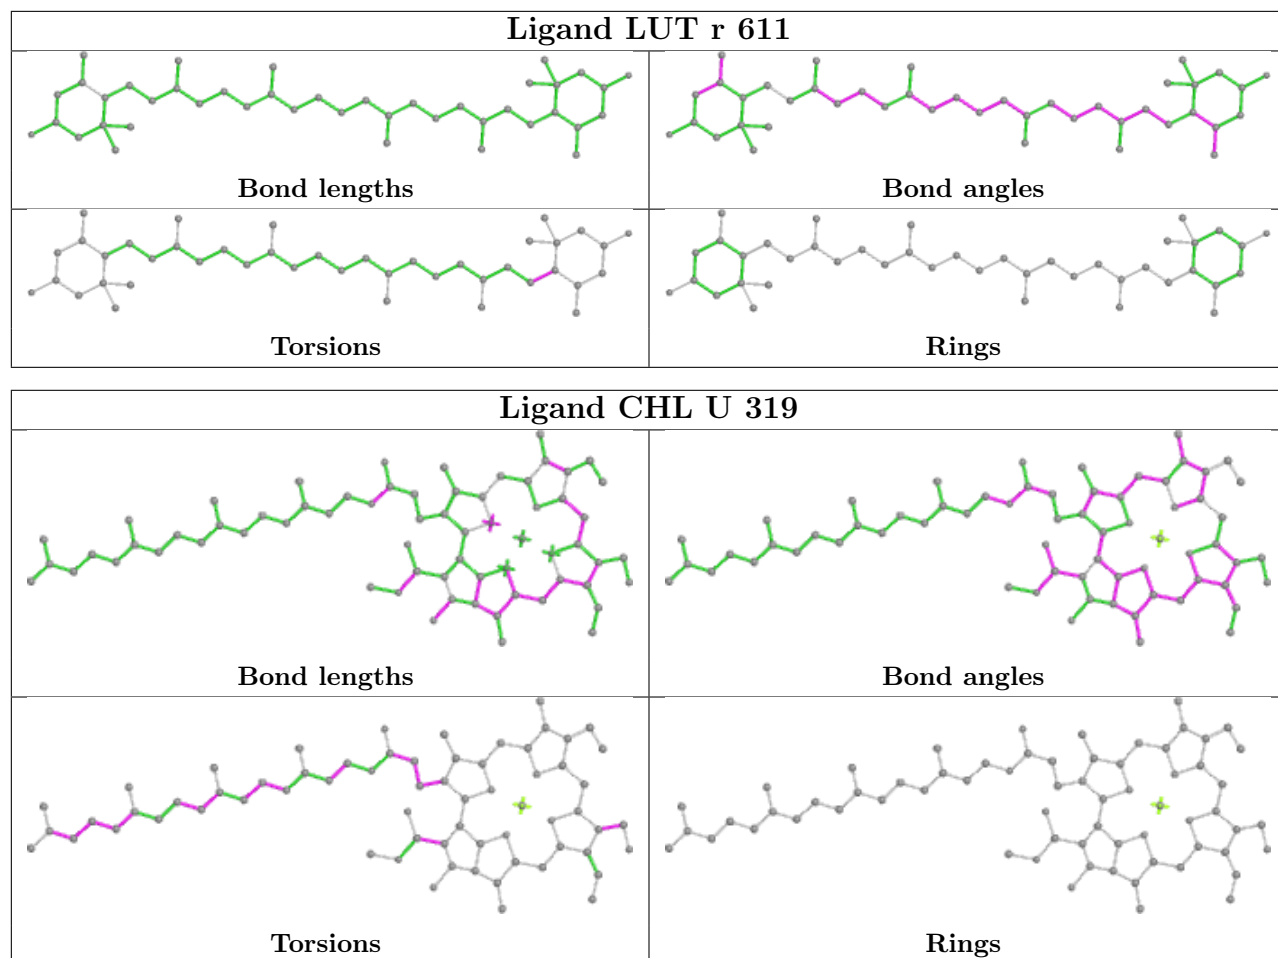 Ligand LUT r 611
Bond lengths
Bond angles
Torsions
Rings
Ligand CHL U 319
Bond lengths
Bond angles
Torsions
Rings